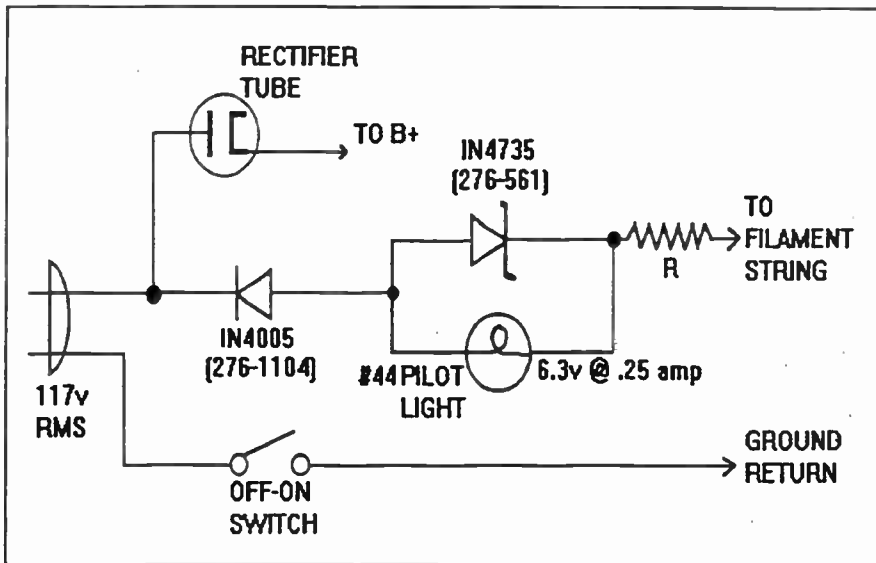 RECTIFIER
TUBE
TO B+
IN4735
(276-561)
TO
FILAMENT
STRING
R
IN4005
(276-1104)
#44 PILOT
LIGHT
6.3v @ .25 amp
117v
RMS
GROUND
RETURN
OFF-ON
SWITCH